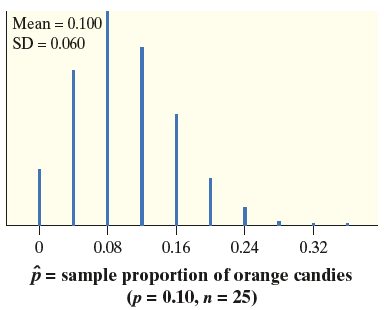 Mean = 0.100
SD = 0.060
0 0.08 0.16 0.24 0.32
p̂ = sample proportion of orange candies
(p = 0.10, n = 25)